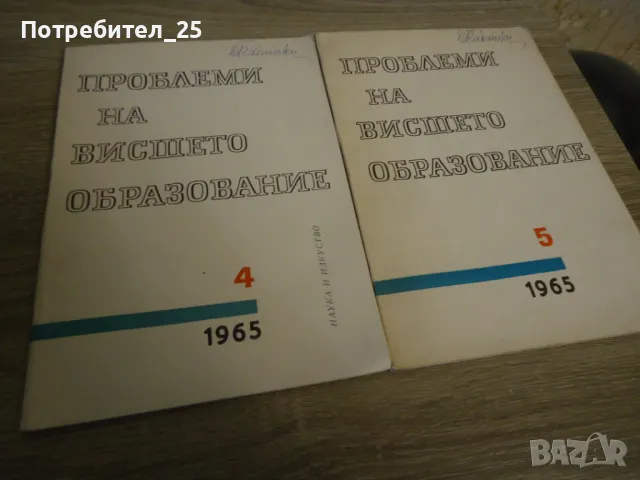 Потребител_25
ПРОБЛЕМИ
НА
ВИСШЕТО
ОБРАЗОВАНИЕ
4
1965
НАУКА И ИЗКУСТВО
ПРОБЛЕМИ
НА
ВИСШЕТО
ОБРАЗОВАНИЕ
5
1965
BAZAR